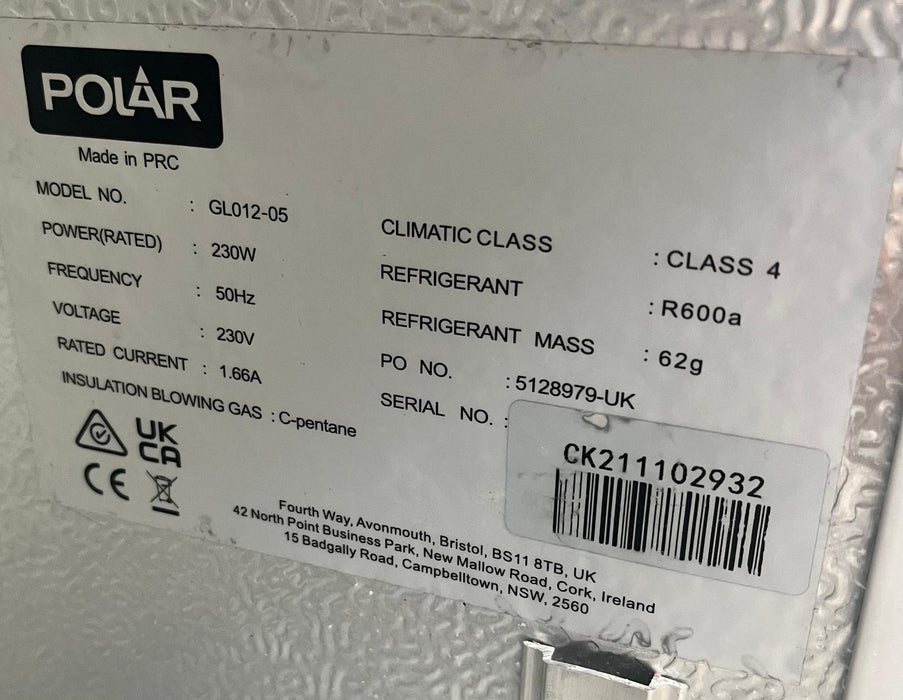 POLAR
Made in PRC
MODEL NO. : GL012-05
POWER(RATED) : 230W
FREQUENCY : 50Hz
VOLTAGE : 230V
RATED CURRENT : 1.66A
INSULATION BLOWING GAS : C-pentane
CLIMATIC CLASS : CLASS 4
REFRIGERANT : R600a
REFRIGERANT MASS : 62g
PO NO. : 5128979-UK
SERIAL NO. :
CK211102932
UK
CA
CE
Fourth Way, Avonmouth, Bristol, BS11 8TB, UK
42 North Point Business Park, New Mallow Road, Cork, Ireland
15 Badgally Road, Campbelltown, NSW, 2560